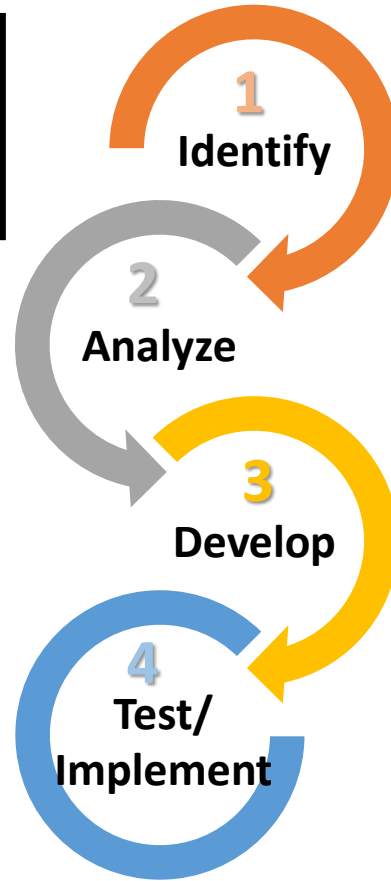 1
Identify
2
Analyze
3
Develop
4
Test/
Implement